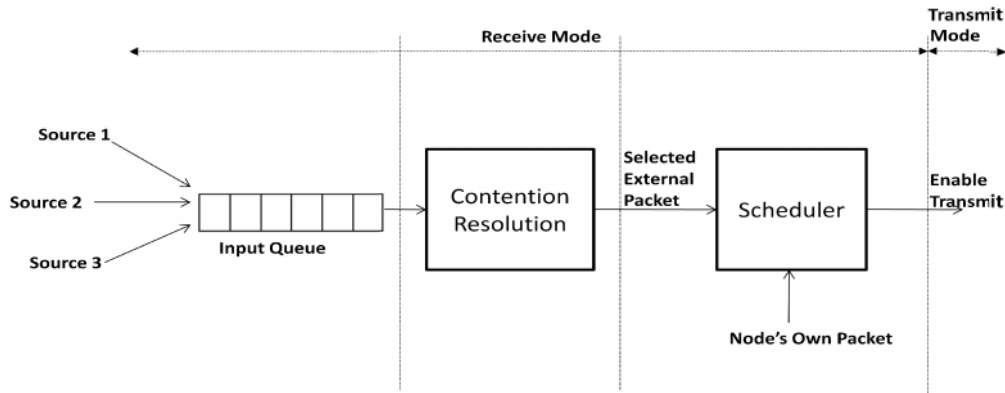 Receive Mode
Transmit
Mode
Source 1
Source 2
Source 3
Input Queue
Contention
Resolution
Selected
External
Packet
Scheduler
Enable
Transmit
Node's Own Packet